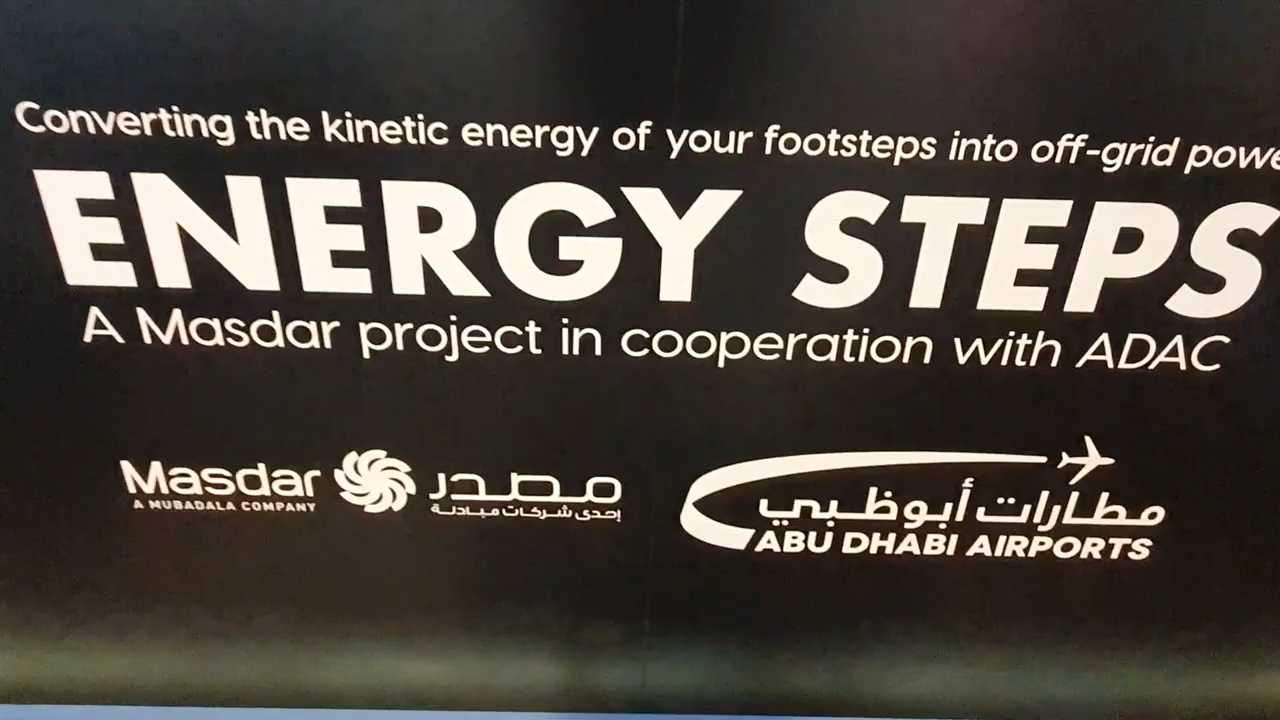 Converting the kinetic energy of your footsteps into off-grid powe
ENERGY STEPS
A Masdar project in cooperation with ADAC
Masdar مصدر
A MUBADALA COMPANY إحدى شركات مبادلة
مطارات أبوظبي
ABU DHABI AIRPORTS